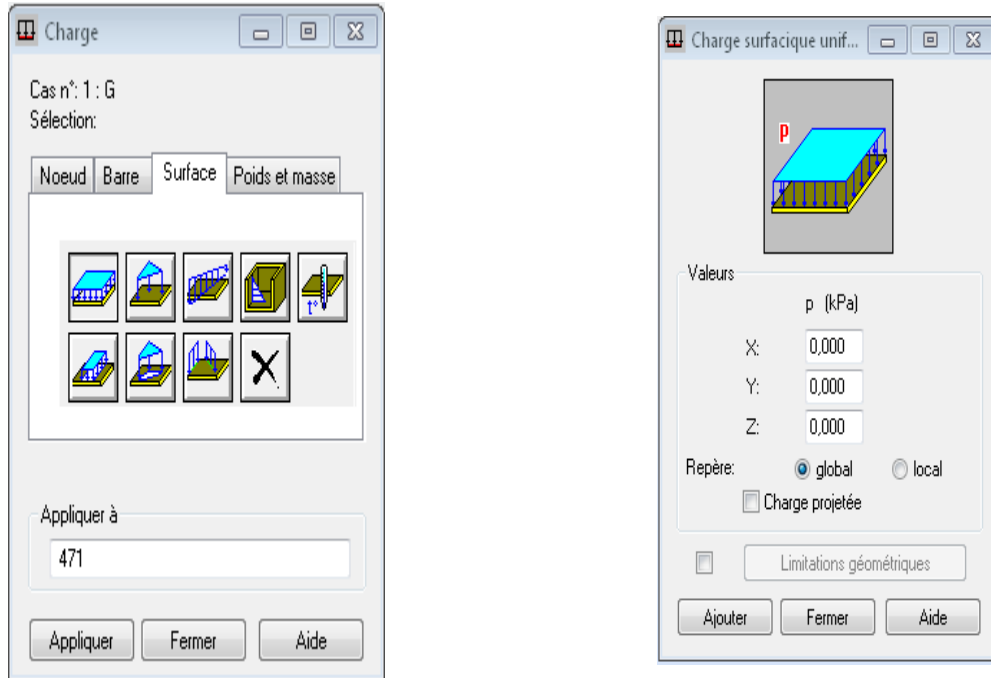 Charge
Cas n°: 1 : G
Sélection:
Noeud Barre Surface Poids et masse
t°
Appliquer à
471
Appliquer Fermer Aide
Charge surfacique unif...
p
Valeurs
p (kPa)
X: 0,000
Y: 0,000
Z: 0,000
Repère: global local
Charge projetée
Limitations géométriques
Ajouter Fermer Aide